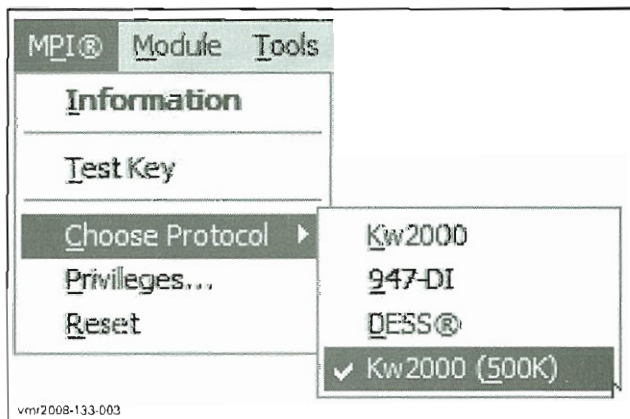 MPI® Module Tools
Information
Test Key
Choose Protocol
Privileges...
Reset
Kw2000
947-DI
DESS®
Kw2000 (500K)
vmr2008-133-003